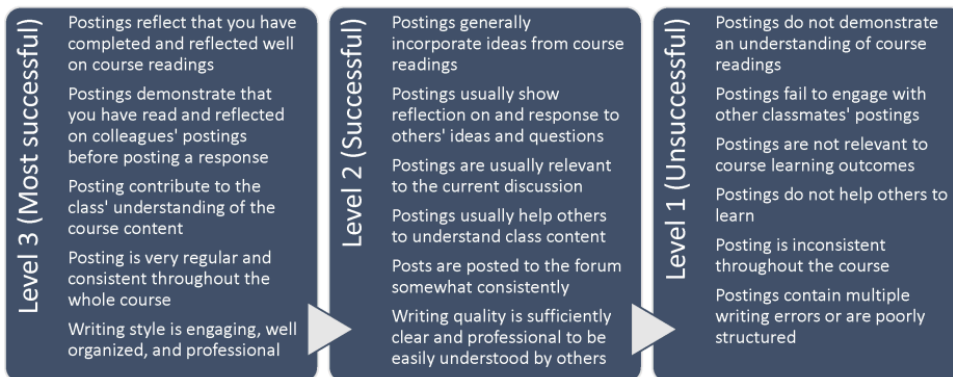 Level 3 (Most successful)
Postings reflect that you have
completed and reflected well
on course readings
Postings demonstrate that
you have read and reflected
on colleagues' postings
before posting a response
Posting contribute to the
class' understanding of the
course content
Posting is very regular and
consistent throughout the
whole course
Writing style is engaging, well
organized, and professional
Level 2 (Successful)
Postings generally
incorporate ideas from course
readings
Postings usually show
reflection on and response to
others' ideas and questions
Postings are usually relevant
to the current discussion
Postings usually help others
to understand class content
Posts are posted to the forum
somewhat consistently
Writing quality is sufficiently
clear and professional to be
easily understood by others
Level 1 (Unsuccessful)
Postings do not demonstrate
an understanding of course
readings
Postings fail to engage with
other classmates' postings
Postings are not relevant to
course learning outcomes
Postings do not help others to
learn
Posting is inconsistent
throughout the course
Postings contain multiple
writing errors or are poorly
structured